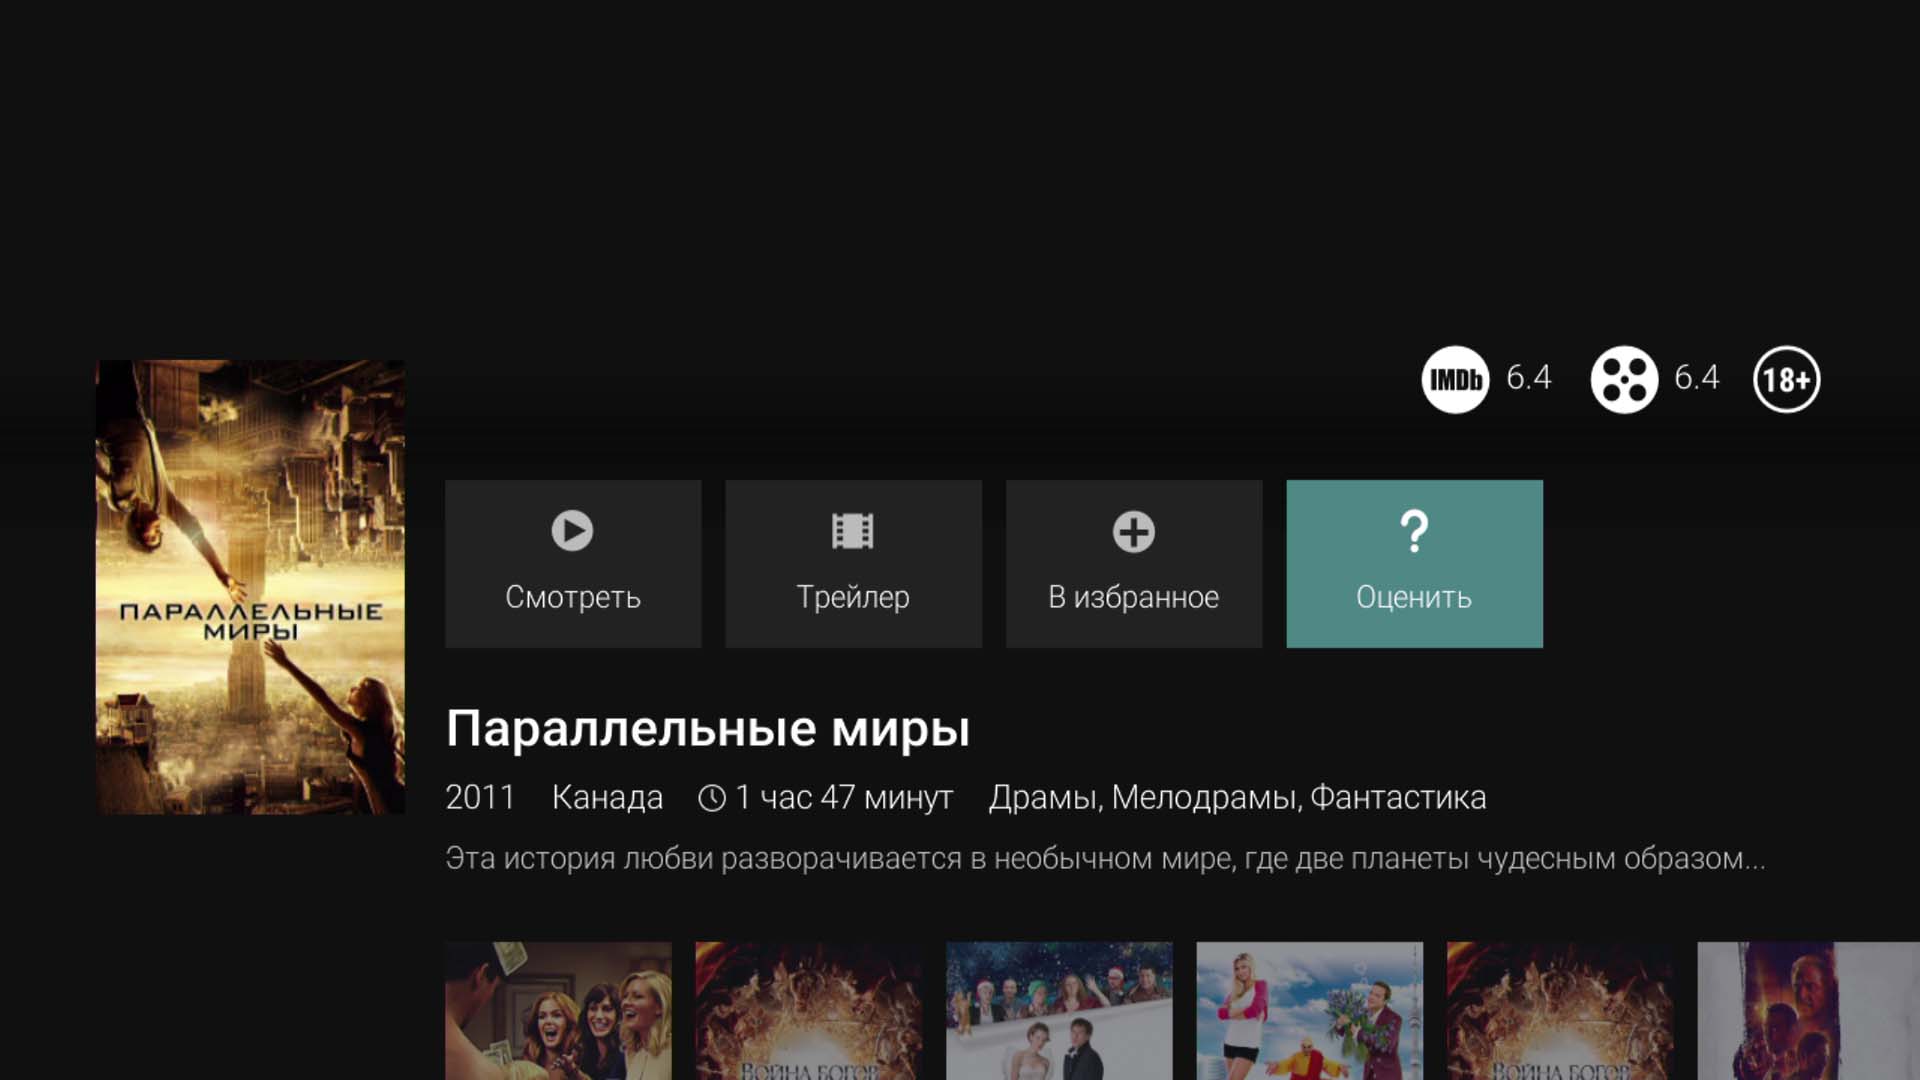 IMDb 6.4 6.4 18+
ПАРАЛЛЕЛЬНЫЕ
МИРЫ
Смотреть Трейлер В избранное ? Оценить
Параллельные миры
2011 Канада 1 час 47 минут Драмы, Мелодрамы, Фантастика
Эта история любви разворачивается в необычном мире, где две планеты чудесным образом...
ВОЙНА БОГОВ
ВОЙНА БОГОВ